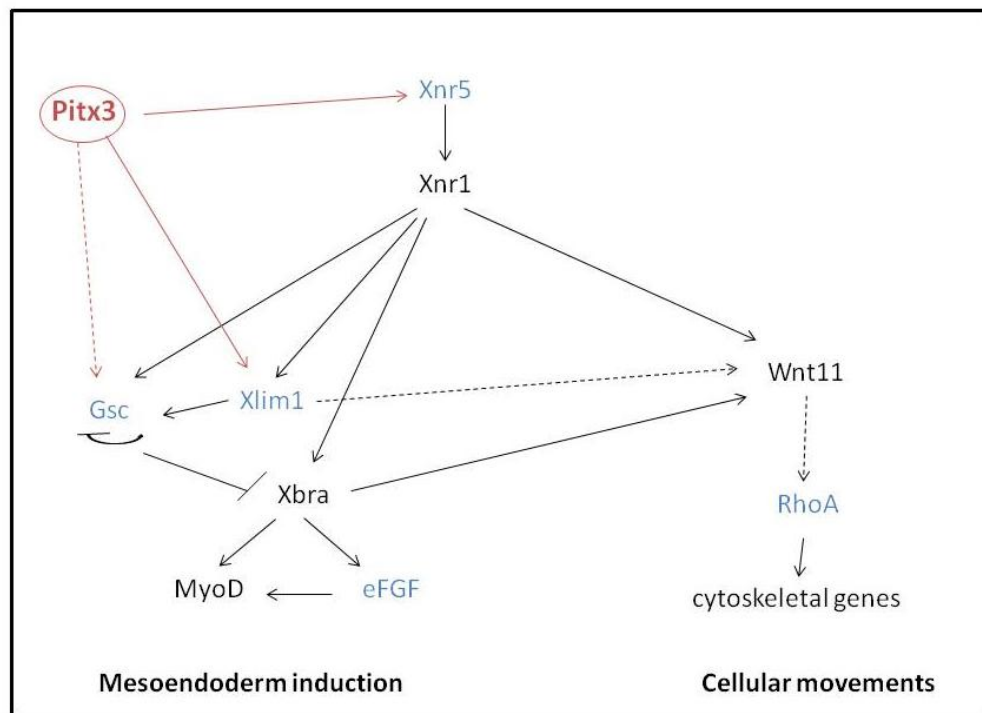 Xnr5
Pitx3
Xnr1
Wnt11
Gsc
Xlim1
Xbra
RhoA
MyoD
eFGF
cytoskeletal genes
Mesoendoderm induction
Cellular movements